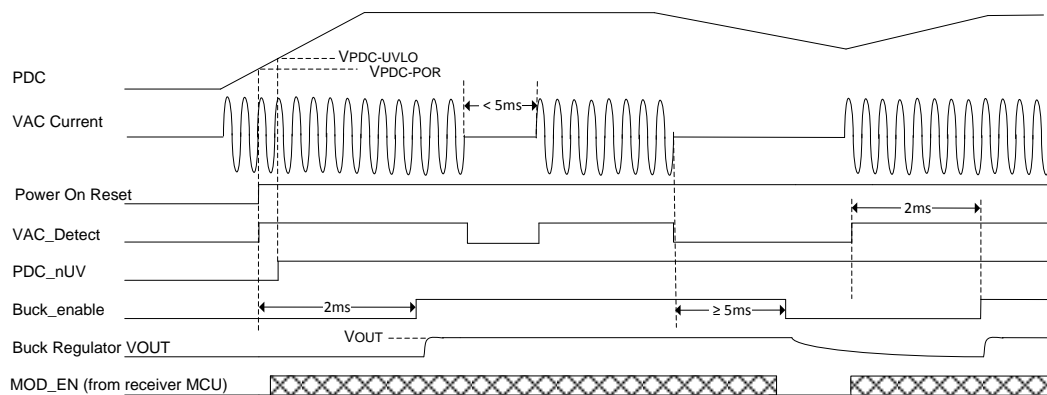 VPDC-UVLO
VPDC-POR
PDC
< 5ms
VAC Current
Power On Reset
2ms
VAC_Detect
PDC_nUV
Buck_enable
2ms
≥ 5ms
VOUT
Buck Regulator VOUT
MOD_EN (from receiver MCU)